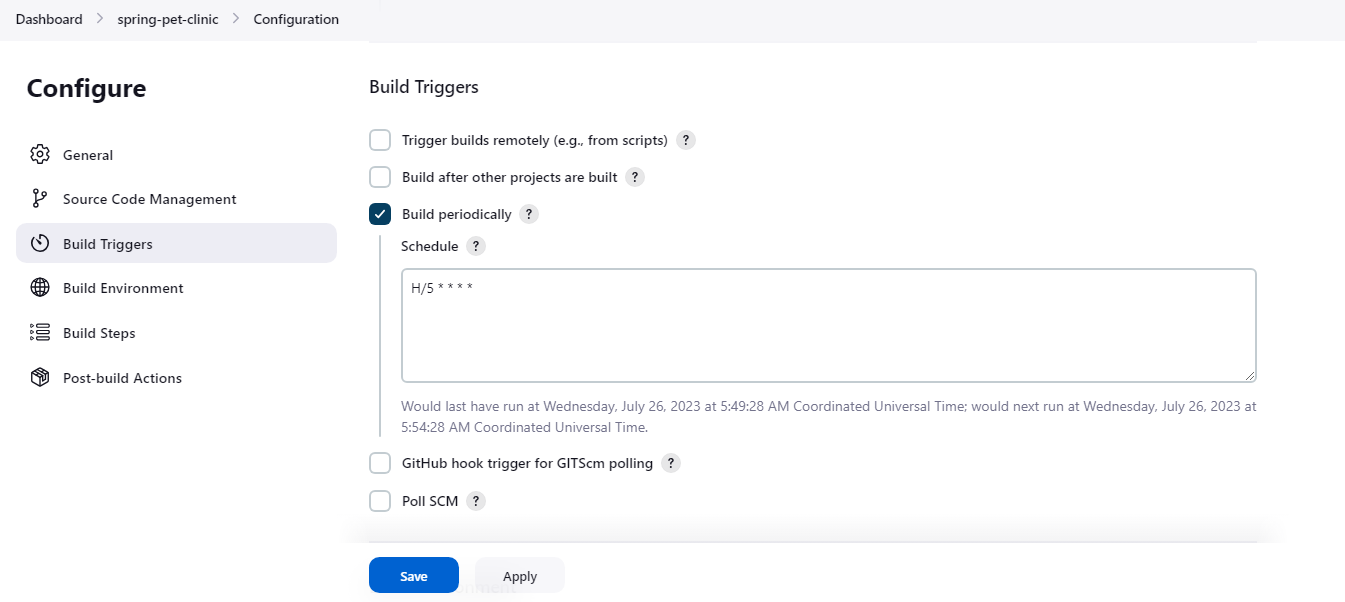 Dashboard > spring-pet-clinic > Configuration
Configure
General
Source Code Management
Build Triggers
Build Environment
Build Steps
Post-build Actions
Build Triggers
Trigger builds remotely (e.g., from scripts) ?
Build after other projects are built ?
Build periodically ?
Schedule ?
H/5 * * * *
Would last have run at Wednesday, July 26, 2023 at 5:49:28 AM Coordinated Universal Time; would next run at Wednesday, July 26, 2023 at
5:54:28 AM Coordinated Universal Time.
GitHub hook trigger for GITScm polling ?
Poll SCM ?
Save
Apply